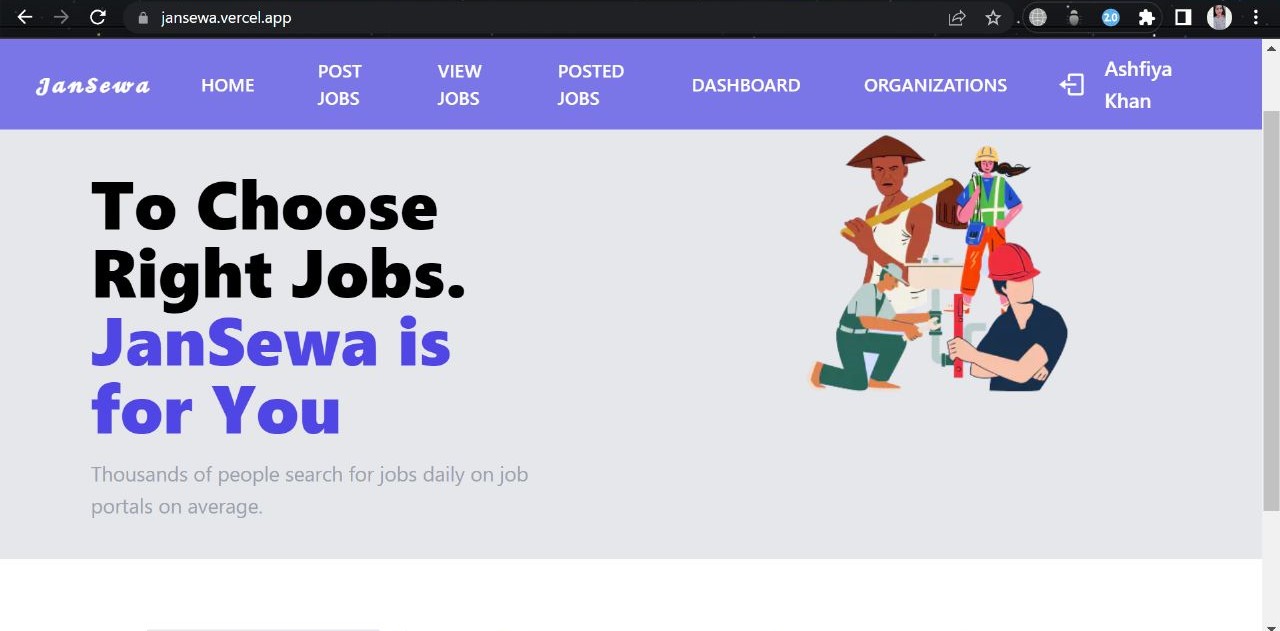 jansewa.vercel.app
2.0
JanSewa
HOME
POST
JOBS
VIEW
JOBS
POSTED
JOBS
DASHBOARD
ORGANIZATIONS
Ashfiya
Khan
To Choose
Right Jobs.
JanSewa is
for You
Thousands of people search for jobs daily on job
portals on average.